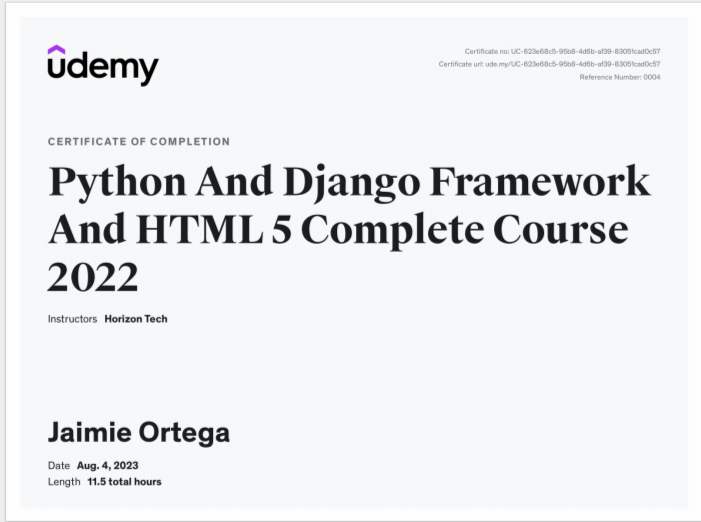 udemy
Certificate no: UC-623e68c5-95b8-4d6b-af39-83051cad0c57
Certificate url: ude.my/UC-623e68c5-95b8-4d6b-af39-83051cad0c57
Reference Number: 0004
CERTIFICATE OF COMPLETION
Python And Django Framework
And HTML 5 Complete Course
2022
Instructors Horizon Tech
Jaimie Ortega
Date Aug. 4, 2023
Length 11.5 total hours